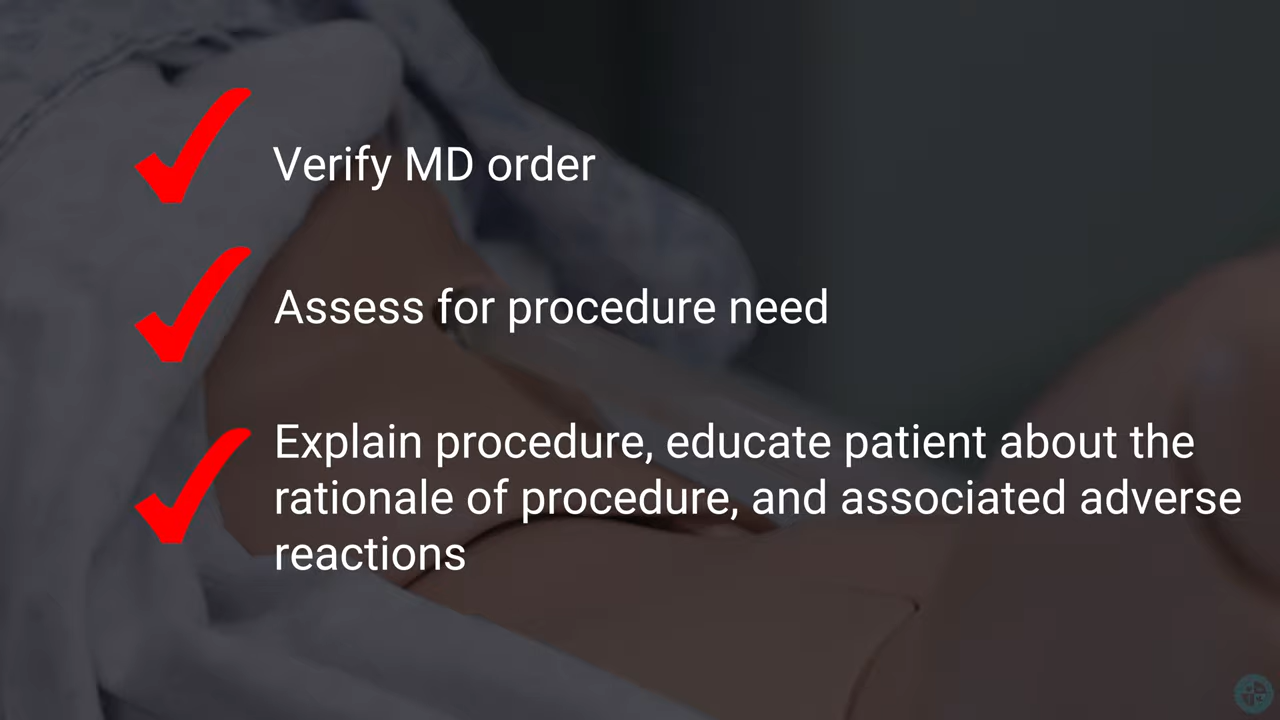 Verify MD order
Assess for procedure need
Explain procedure, educate patient about the
rationale of procedure, and associated adverse
reactions